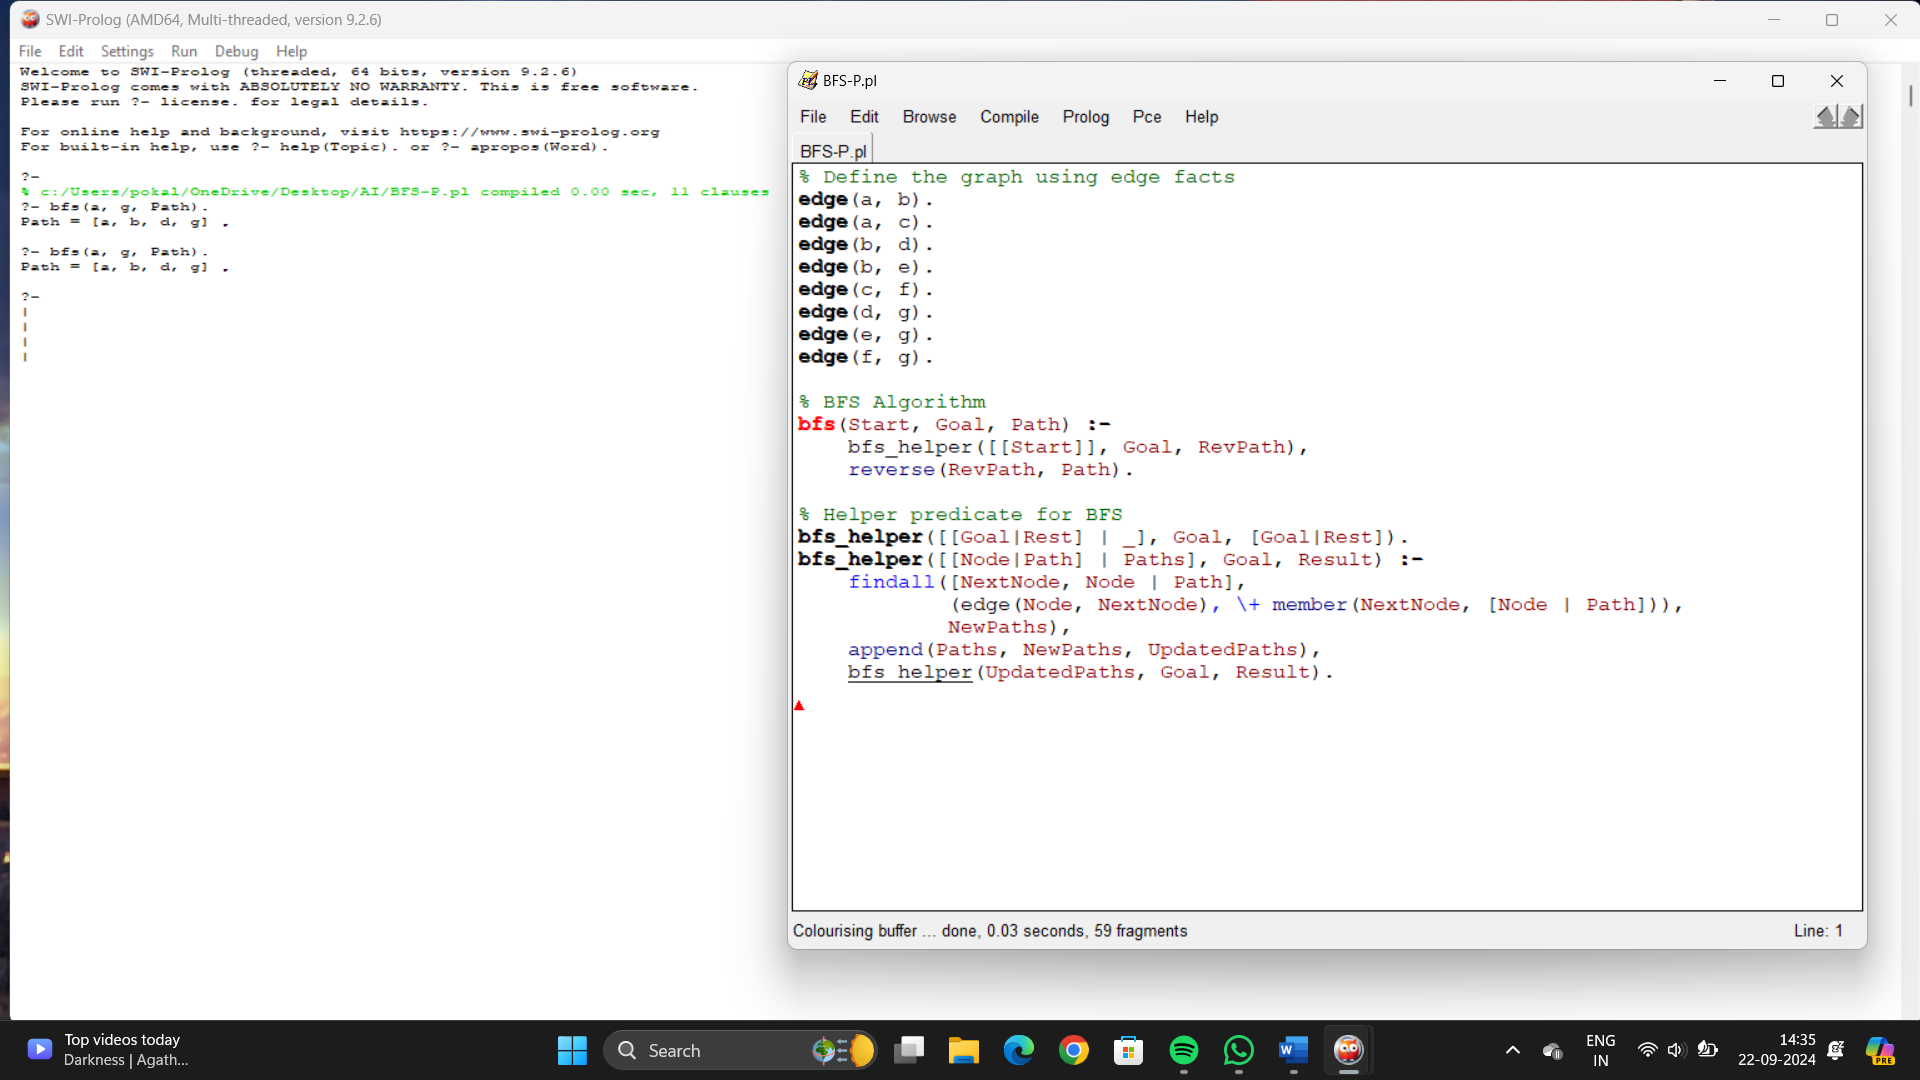 SWI-Prolog (AMD64, Multi-threaded, version 9.2.6)
File Edit Settings Run Debug Help
Welcome to SWI-Prolog (threaded, 64 bits, version 9.2.6)
SWI-Prolog comes with ABSOLUTELY NO WARRANTY. This is free software.
Please run ?- license. for legal details.
For online help and background, visit https://www.swi-prolog.org
For built-in help, use ?- help(Topic). or ?- apropos(Word).
?-
% c:/Users/pokal/OneDrive/Desktop/AI/BFS-P.pl compiled 0.00 sec, 11 clauses
?- bfs(a, g, Path).
Path = [a, b, d, g] .
?- bfs(a, g, Path).
Path = [a, b, d, g] .
?-
|
|
|
|
BFS-P.pl
File Edit Browse Compile Prolog Pce Help
BFS-P.pl
% Define the graph using edge facts
edge(a, b).
edge(a, c).
edge(b, d).
edge(b, e).
edge(c, f).
edge(d, g).
edge(e, g).
edge(f, g).
% BFS Algorithm
bfs(Start, Goal, Path) :-
bfs_helper([[Start]], Goal, RevPath),
reverse(RevPath, Path).
% Helper predicate for BFS
bfs_helper([[Goal|Rest] | _], Goal, [Goal|Rest]).
bfs_helper([[Node|Path] | Paths], Goal, Result) :-
findall([NextNode, Node | Path],
(edge(Node, NextNode), \+ member(NextNode, [Node | Path])),
NewPaths),
append(Paths, NewPaths, UpdatedPaths),
bfs_helper(UpdatedPaths, Goal, Result).
Colourising buffer ... done, 0.03 seconds, 59 fragments
Line: 1
Top videos today
Darkness | Agath...
Search
ENG
IN
14:35
22-09-2024
PRE